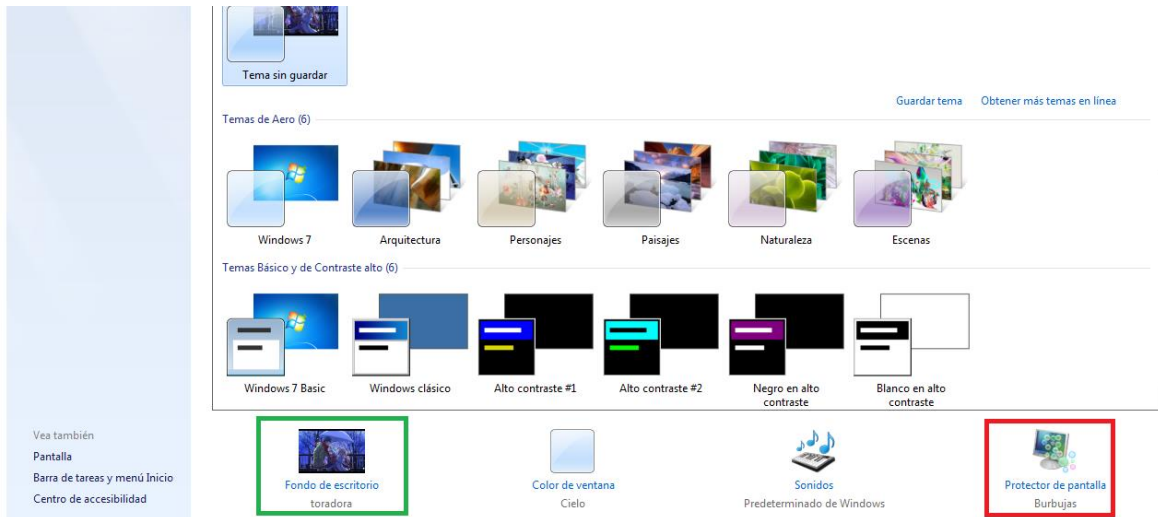 Tema sin guardar
Guardar tema
Obtener más temas en línea
Temas de Aero (6)
Windows 7
Arquitectura
Personajes
Paisajes
Naturaleza
Escenas
Temas Básico y de Contraste alto (6)
Windows 7 Basic
Windows clásico
Alto contraste #1
Alto contraste #2
Negro en alto
contraste
Blanco en alto
contraste
Vea también
Pantalla
Barra de tareas y menú Inicio
Centro de accesibilidad
Fondo de escritorio
toradora
Color de ventana
Cielo
Sonidos
Predeterminado de Windows
Protector de pantalla
Burbujas